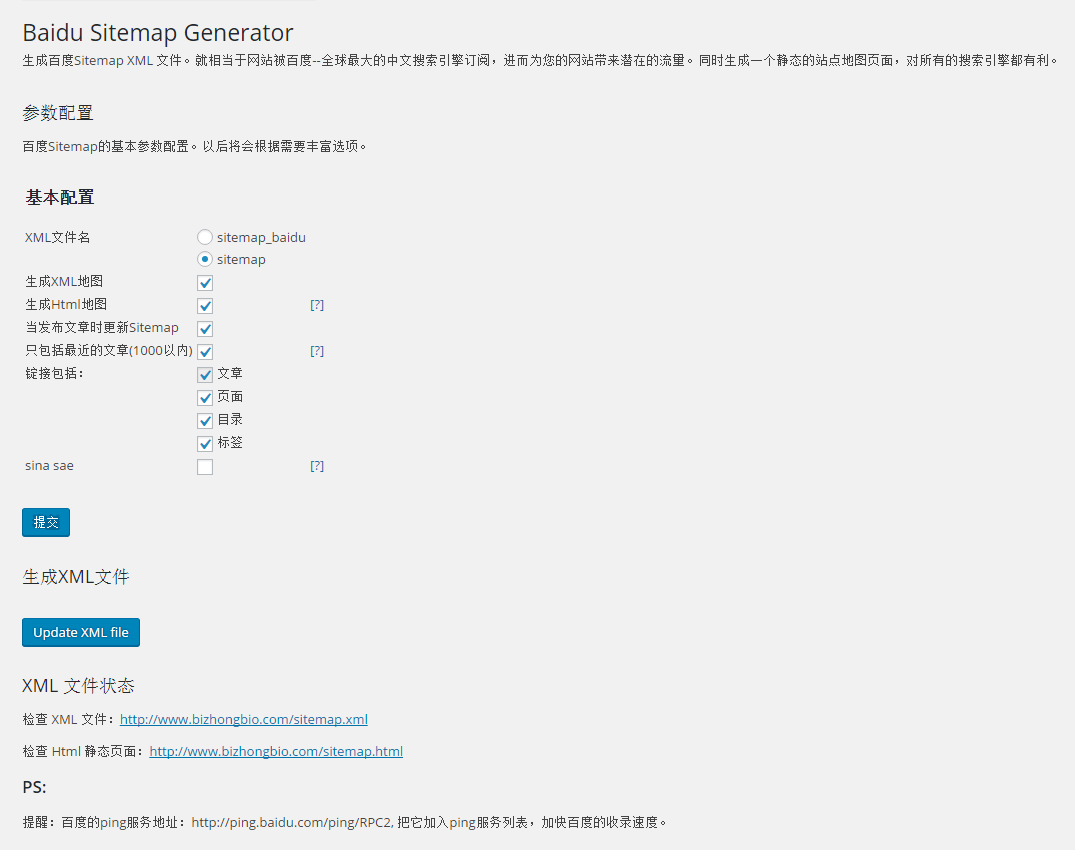 Baidu Sitemap Generator
生成百度Sitemap XML 文件。就相当于网站被百度--全球最大的中文搜索引擎订阅，进而为您的网站带来潜在的流量。同时生成一个静态的站点地图页面，对所有的搜索引擎都有利。
参数配置
百度Sitemap的基本参数配置。以后将会根据需要丰富选项。
基本配置
XML文件名 sitemap_baidu
sitemap
生成XML地图
生成Html地图 [?]
当发布文章时更新Sitemap
只包括最近的文章(1000以内) [?]
锭接包括： 文章
页面
目录
标签
sina sae [?]
提交
生成XML文件
Update XML file
XML 文件状态
检查 XML 文件：http://www.bizhongbio.com/sitemap.xml
检查 Html 静态页面：http://www.bizhongbio.com/sitemap.html
PS:
提醒：百度的ping服务地址：http://ping.baidu.com/ping/RPC2, 把它加入ping服务列表，加快百度的收录速度。